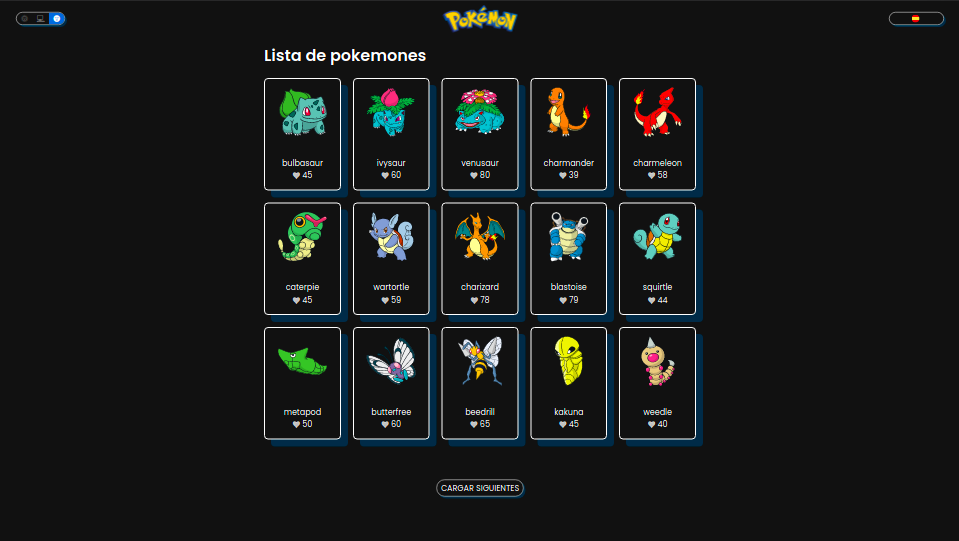 Pokémon
Lista de pokemones
bulbasaur
45
ivysaur
60
venusaur
80
charmander
39
charmeleon
58
caterpie
45
wartortle
59
charizard
78
blastoise
79
squirtle
44
metapod
50
butterfree
60
beedrill
65
kakuna
45
weedle
40
CARGAR SIGUIENTES